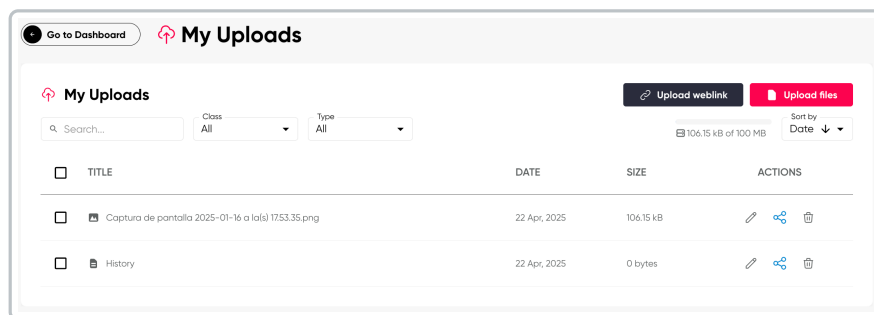 Go to Dashboard
My Uploads
My Uploads
Upload weblink
Upload files
Search...
Class
All
Type
All
106.15 kB of 100 MB
Sort by
Date
TITLE DATE SIZE ACTIONS
Captura de pantalla 2025-01-16 a la(s) 17.53.35.png 22 Apr, 2025 106.15 kB
History 22 Apr, 2025 0 bytes